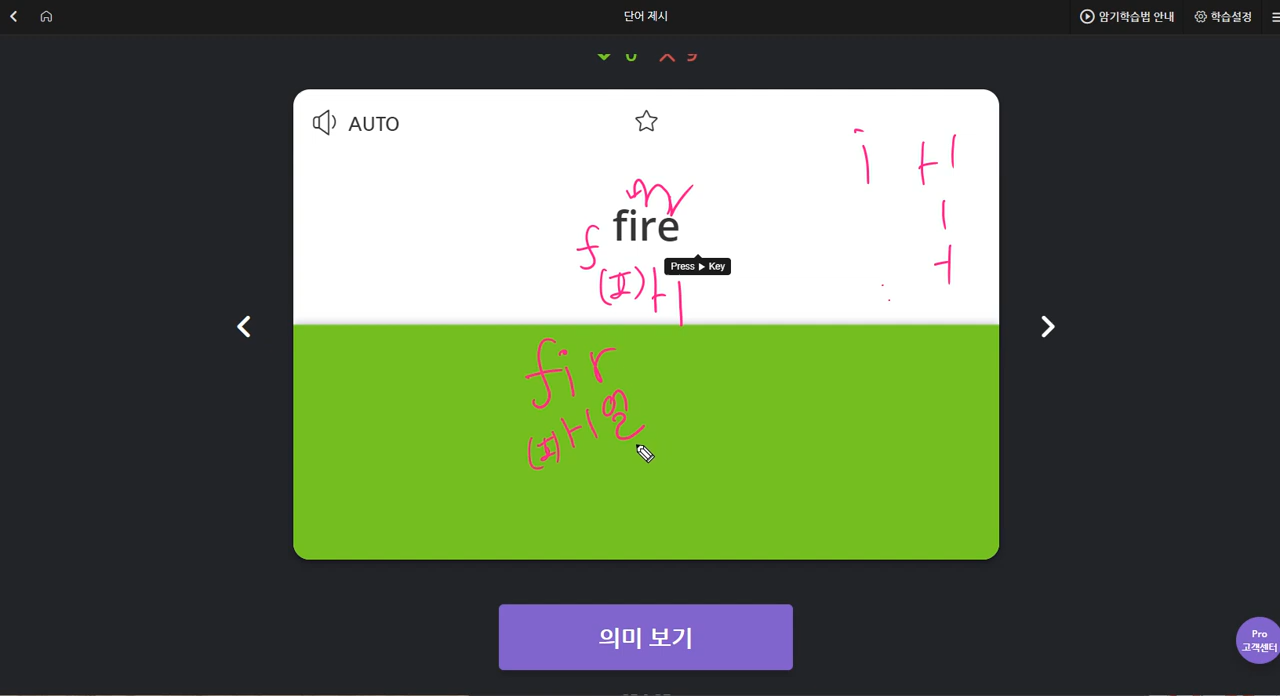 단어 제시
암기학습법 안내
학습설정
AUTO
fire
f
Press ▶ Key
(ㅍ)ㅏㅣ
i ㅏㅣ
ㅣ
ㅓ
fir
(ㅍ)ㅏㅣ얼
의미 보기
Pro
고객센터